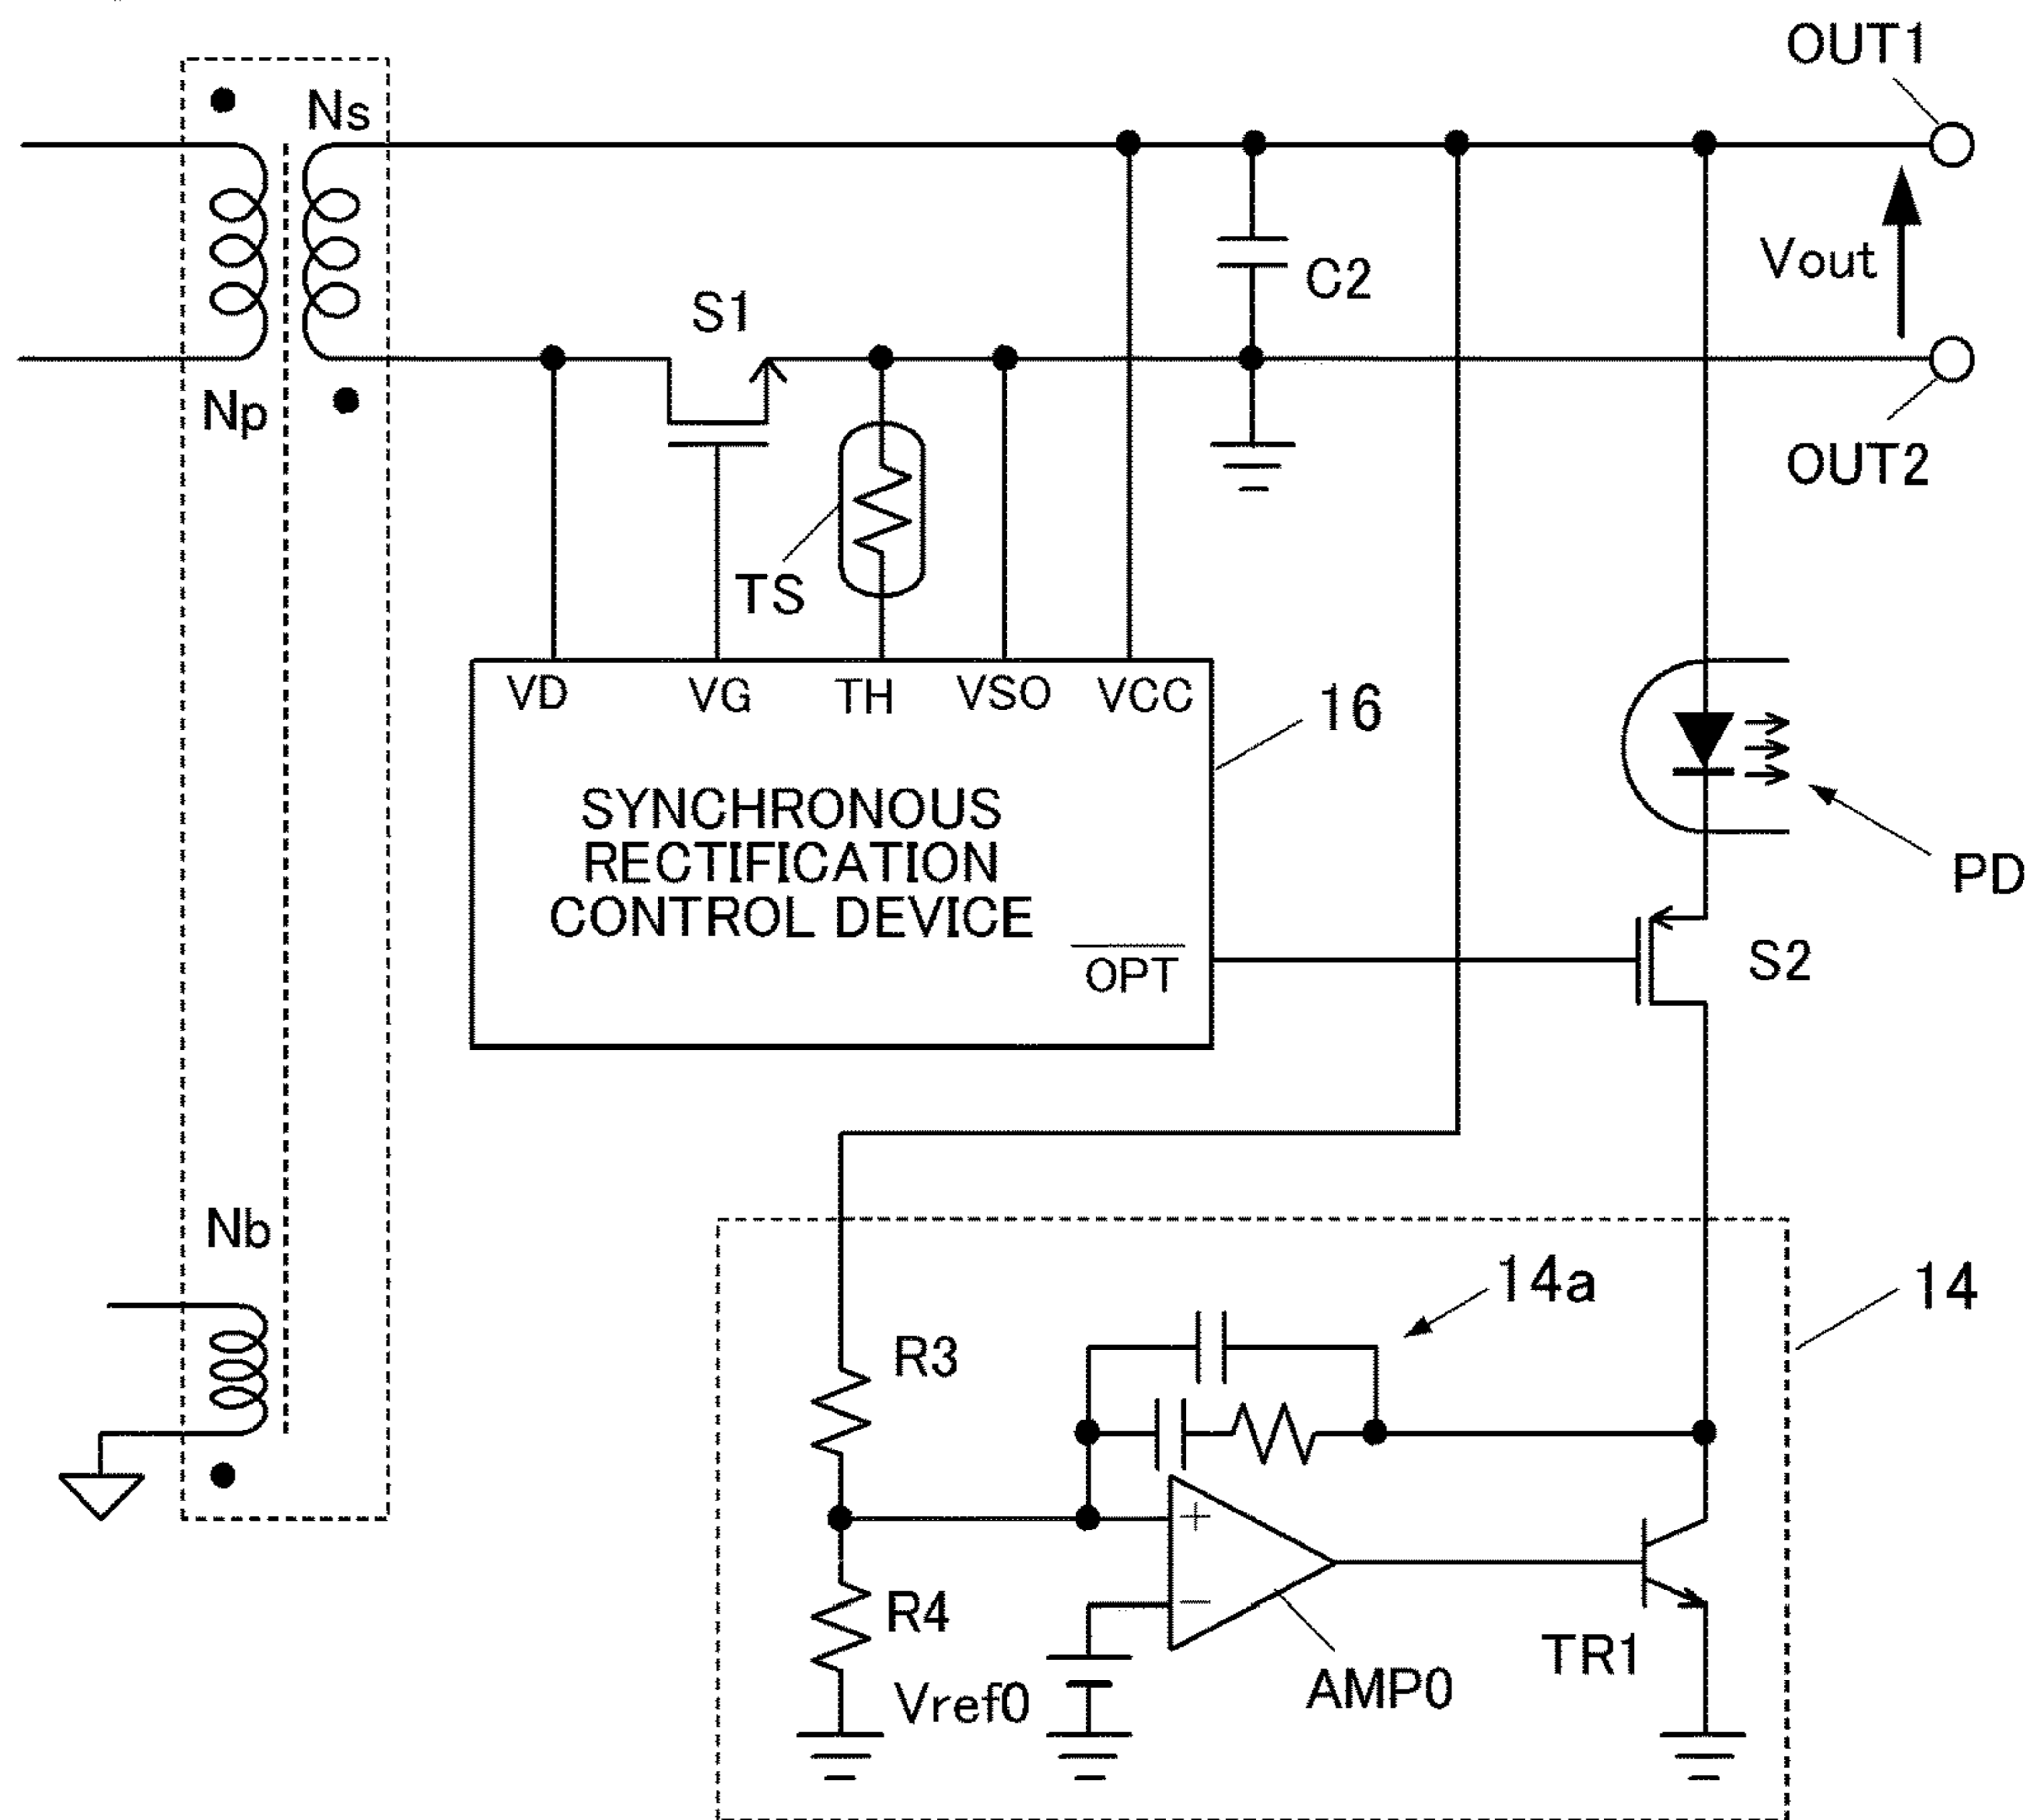 OUT1
Ns
Vout
C2
S1
Np
OUT2
TS
VD VG TH VSO VCC
16
SYNCHRONOUS
RECTIFICATION
CONTROL DEVICE
PD
OPT
S2
Nb
14a
14
R3
+
R4
−
TR1
AMP0
Vref0